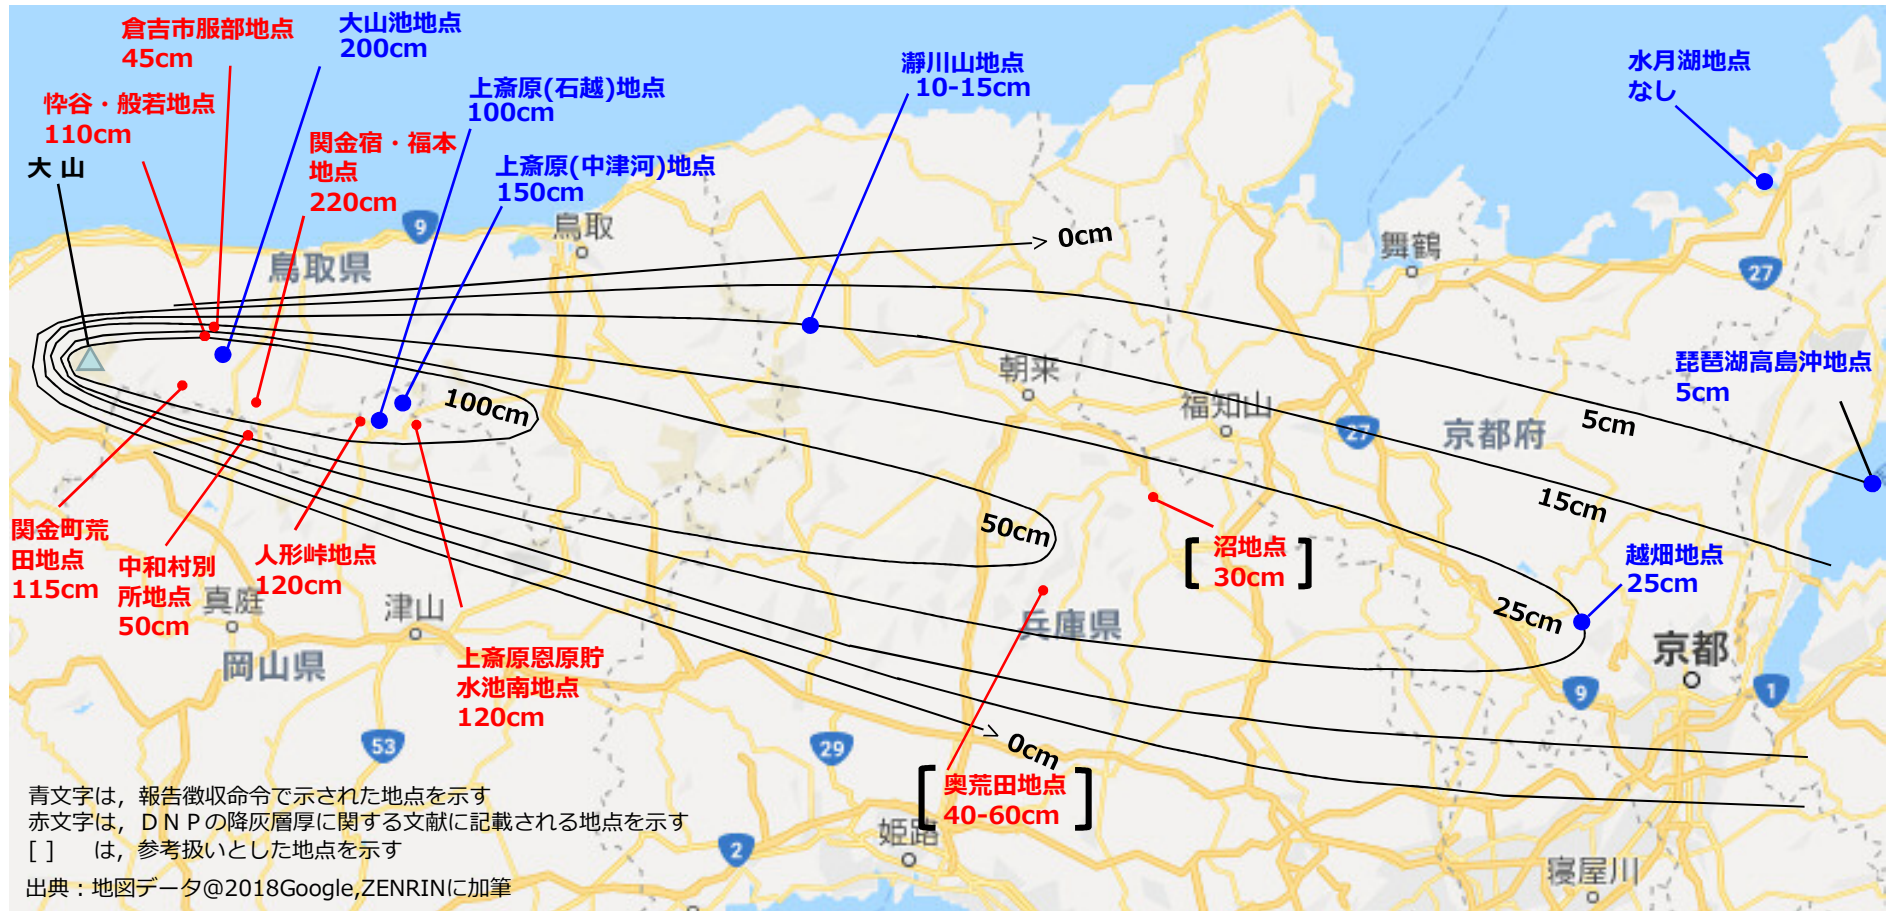 倉吉市服部地点
45cm
大山池地点
200cm
瀞川山地点
10-15cm
水月湖地点
なし
27
上斎原(石越)地点
100cm
忰谷・般若地点
110cm
関金宿・福本
地点
220cm
大 山
上斎原(中津河)地点
150cm
9
鳥取
> 0cm
舞鶴
鳥取県
27
朝来
福知山
琵琶湖高島沖地点
5cm
100cm
5cm
27
京都府
15cm
50cm
関金町荒
田地点
115cm
中和村別
所地点
50cm
人形峠地点
120cm
[ 沼地点
30cm ]
越畑地点
25cm
真庭
津山
25cm
兵庫県
京都
岡山県
上斎原恩原貯
水池南地点
120cm
9
1
53
29
> 0cm
[ 奥荒田地点
40-60cm ]
青文字は，報告徴収命令で示された地点を示す
赤文字は，ＤＮＰの降灰層厚に関する文献に記載される地点を示す
[ ]　は，参考扱いとした地点を示す
姫路
2
寝屋川
出典：地図データ@2018Google,ZENRINに加筆